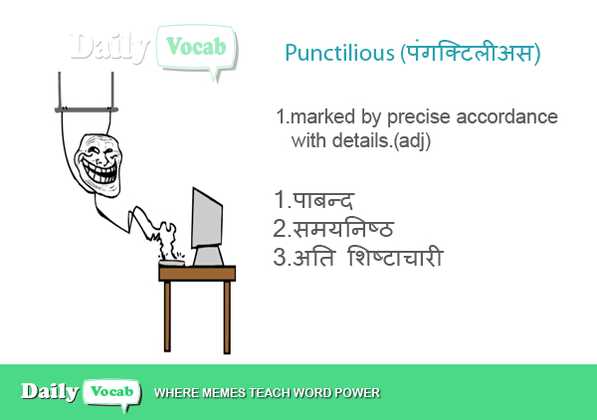 Daily Vocab
Punctilious (पंगक्टिलीअस)
1.marked by precise accordance
with details.(adj)
1.पाबन्द
2.समयनिष्ठ
3.अति शिष्टाचारी
Daily Vocab WHERE MEMES TEACH WORD POWER